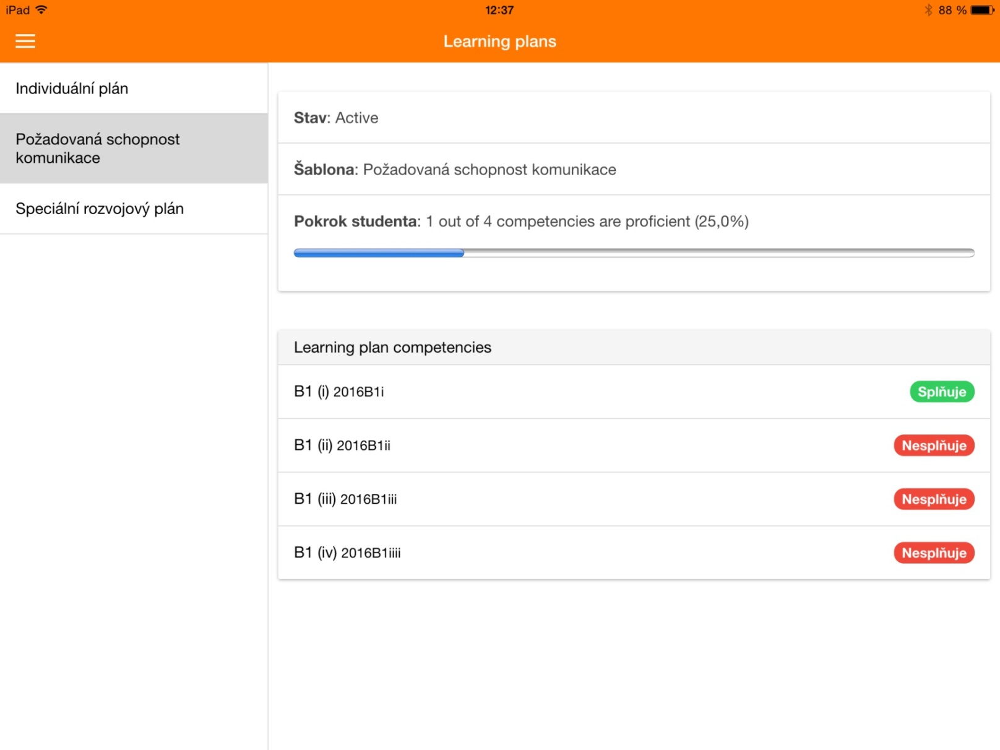 iPad
12:37
88 %
Learning plans
Individuální plán
Požadovaná schopnost
komunikace
Speciální rozvojový plán
Stav: Active
Šablona: Požadovaná schopnost komunikace
Pokrok studenta: 1 out of 4 competencies are proficient (25,0%)
Learning plan competencies
B1 (i) 2016B1i
Splňuje
B1 (ii) 2016B1ii
Nesplňuje
B1 (iii) 2016B1iii
Nesplňuje
B1 (iv) 2016B1iiii
Nesplňuje